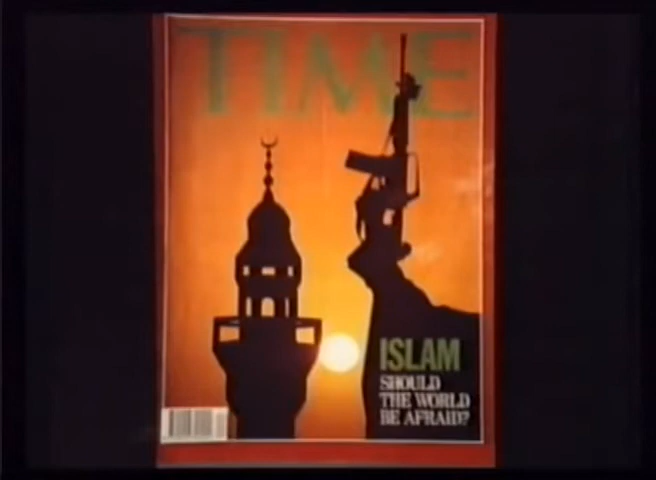 TIME
ISLAM
SHOULD
THE WORLD
BE AFRAID?